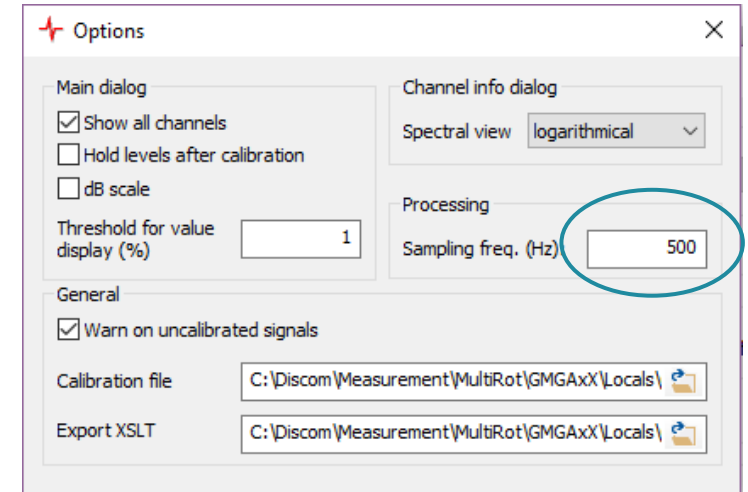 Options
Main dialog
Show all channels
Hold levels after calibration
dB scale
Threshold for value
display (%)
1
Channel info dialog
Spectral view logarithmical
Processing
Sampling freq. (Hz) 500
General
Warn on uncalibrated signals
Calibration file C:\Discom\Measurement\MultiRot\GMGAxX\Locals\
Export XSLT C:\Discom\Measurement\MultiRot\GMGAxX\Locals\